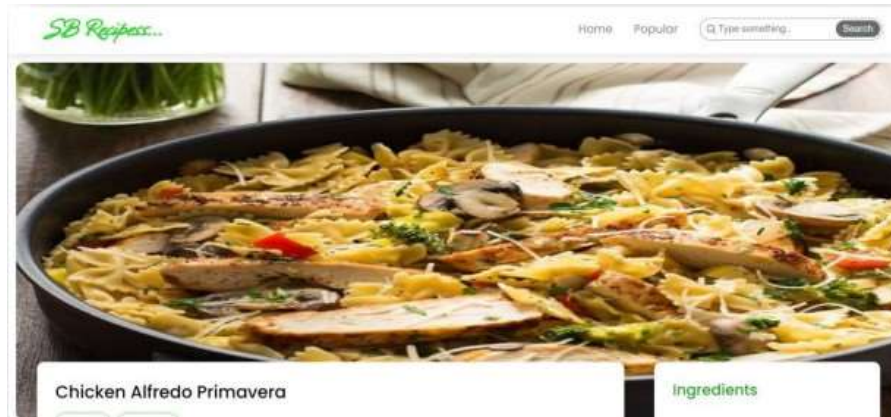 SB Recipess...
Home
Popular
Type something..
Search
Chicken Alfredo Primavera
Ingredients